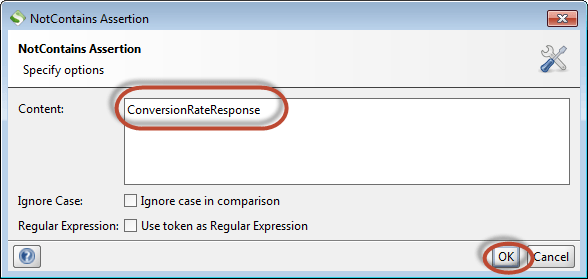 NotContains Assertion
NotContains Assertion
Specify options
Content:
ConversionRateResponse
Ignore Case: Ignore case in comparison
Regular Expression: Use token as Regular Expression
? OK Cancel